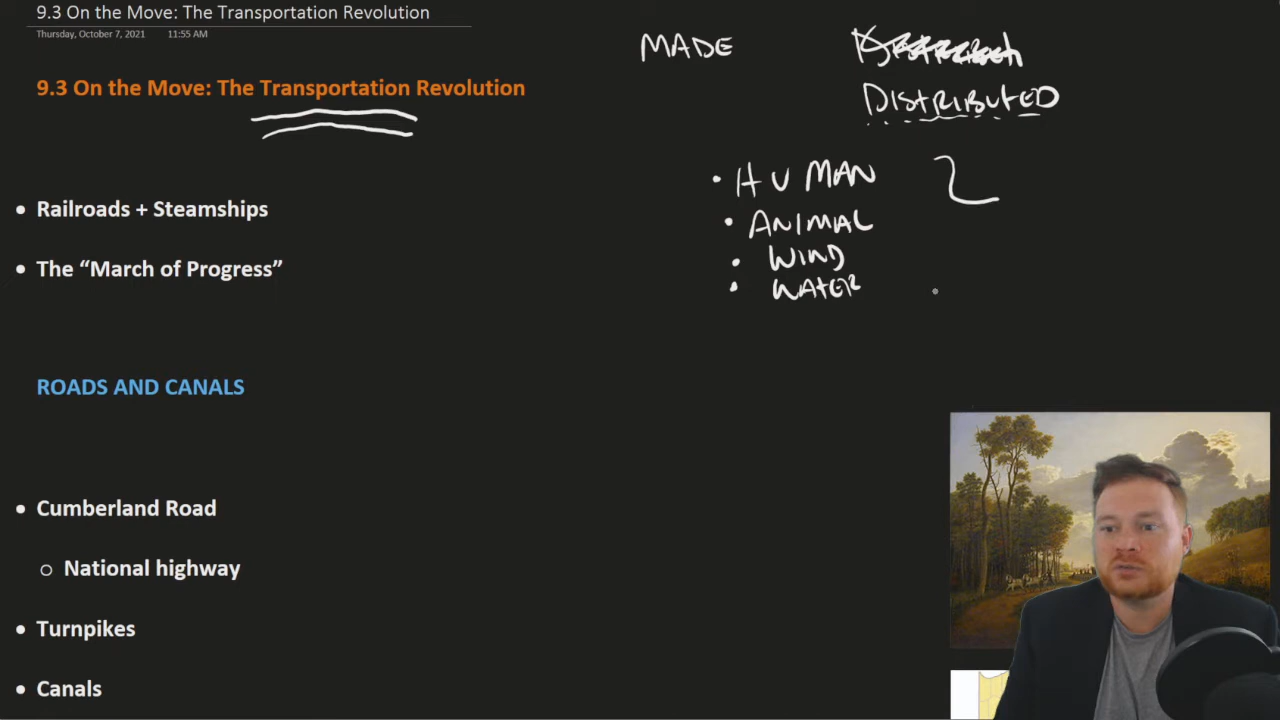 9.3 On the Move: The Transportation Revolution
Thursday, October 7, 2021 11:55 AM
9.3 On the Move: The Transportation Revolution
• Railroads + Steamships
• The “March of Progress”
ROADS AND CANALS
• Cumberland Road
○ National highway
• Turnpikes
• Canals
MADE
DISTRIBUTED
• HUMAN
• ANIMAL
• WIND
• WATER